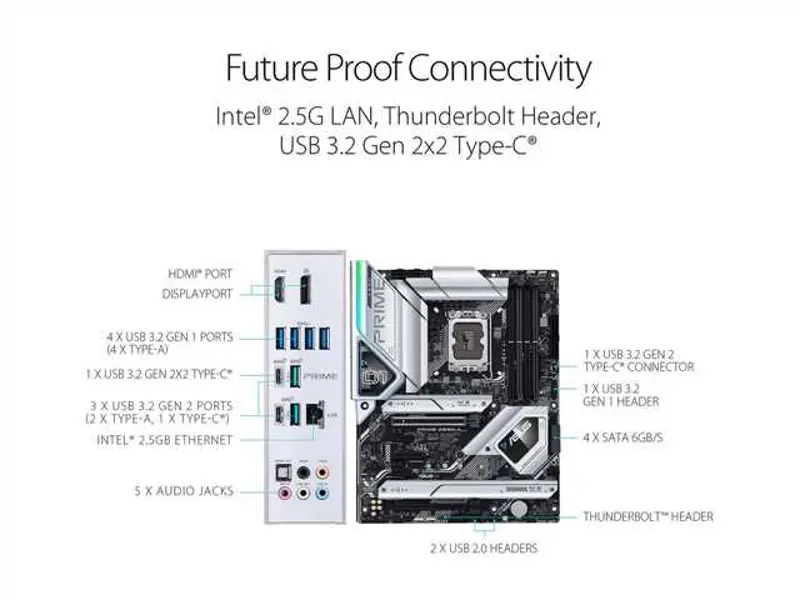 Future Proof Connectivity
Intel® 2.5G LAN, Thunderbolt Header,
USB 3.2 Gen 2x2 Type-C®
HDMI® PORT
DISPLAYPORT
4 X USB 3.2 GEN 1 PORTS
(4 X TYPE-A)
1 X USB 3.2 GEN 2X2 TYPE-C®
3 X USB 3.2 GEN 2 PORTS
(2 X TYPE-A, 1 X TYPE-C®)
INTEL® 2.5GB ETHERNET
5 X AUDIO JACKS
PRIME
PRIME
ASUS
1 X USB 3.2 GEN 2
TYPE-C® CONNECTOR
1 X USB 3.2
GEN 1 HEADER
4 X SATA 6GB/S
THUNDERBOLT™ HEADER
2 X USB 2.0 HEADERS